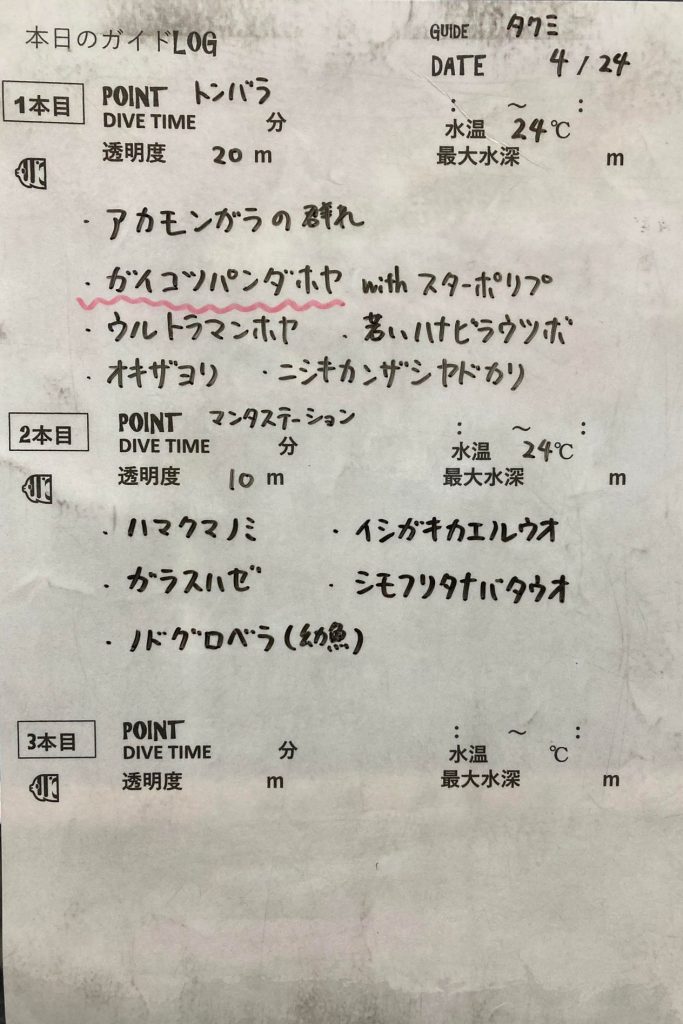 本日のガイドLOG
GUIDE タクミ
DATE 4/24
1本目 POINT トンバラ : ～ :
DIVE TIME 分 水温 24℃
透明度 20 m 最大水深 m
・アカモンガラの群れ
・ガイコツパンダホヤ with スターポリプ
・ウルトラマンホヤ ・若いハナビラウツボ
・オキザヨリ ・ニシキカンザシヤドカリ
2本目 POINT マンタステーション : ～ :
DIVE TIME 分 水温 24℃
透明度 10 m 最大水深 m
・ハマクマノミ ・イシガキカエルウオ
・ガラスハゼ ・シモフリタナバタウオ
・ノドグロベラ(幼魚)
3本目 POINT : ～ :
DIVE TIME 分 水温 ℃
透明度 m 最大水深 m